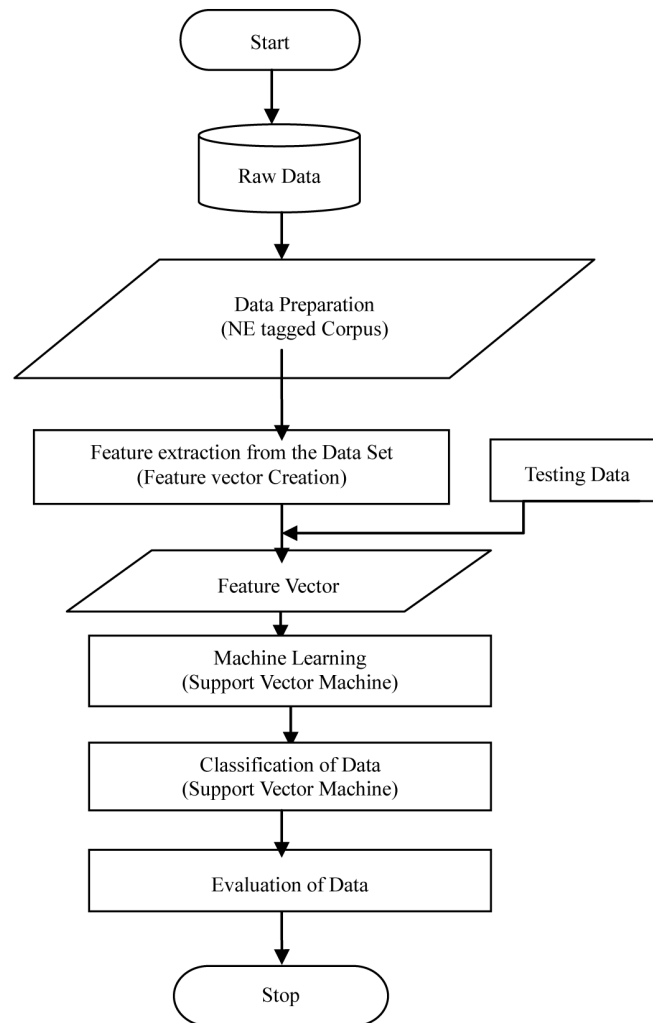 Start
Raw Data
Data Preparation
(NE tagged Corpus)
Feature extraction from the Data Set
(Feature vector Creation)
Testing Data
Feature Vector
Machine Learning
(Support Vector Machine)
Classification of Data
(Support Vector Machine)
Evaluation of Data
Stop